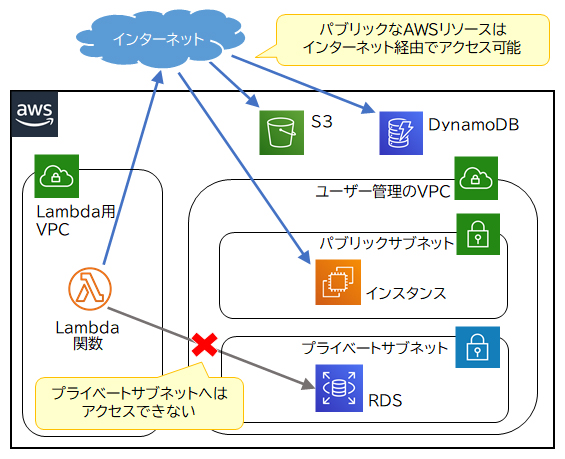 インターネット
パブリックなAWSリソースは
インターネット経由でアクセス可能
aws
S3
DynamoDB
Lambda用
VPC
ユーザー管理のVPC
パブリックサブネット
インスタンス
Lambda
関数
プライベートサブネット
RDS
プライベートサブネットへは
アクセスできない